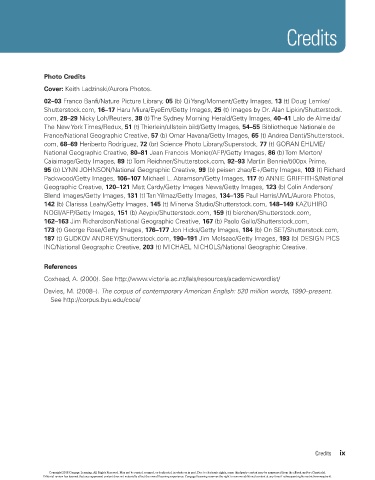 Credits
Photo Credits
Cover: Keith Ladzinski/Aurora Photos.
02–03 Franco Banfi/Nature Picture Library, 05 (b) Qi Yang/Moment/Getty Images, 13 (t) Doug Lemke/
Shutterstock.com, 16–17 Haru Miura/EyeEm/Getty Images, 25 (t) images by Dr. Alan Lipkin/Shutterstock.
com, 28–29 Nicky Loh/Reuters, 38 (t) The Sydney Morning Herald/Getty Images, 40–41 Lalo de Almeida/
The New York Times/Redux, 51 (t) Thierlein/ullstein bild/Getty Images, 54–55 Bibliotheque Nationale de
France/National Geographic Creative, 57 (b) Omar Havana/Getty Images, 65 (t) Andrea Danti/Shutterstock.
com, 68–69 Heriberto Rodriguez, 72 (br) Science Photo Library/Superstock, 77 (t) GORAN EHLME/
National Geographic Creative, 80–81 Jean Francois Monier/AFP/Getty Images, 86 (b) Tom Merton/
Caiaimage/Getty Images, 89 (t) Tom Reichner/Shutterstock.com, 92–93 Martin Bennie/500px Prime,
95 (b) LYNN JOHNSON/National Geographic Creative, 99 (b) peisen zhao/E+/Getty Images, 103 (t) Richard
Packwood/Getty Images, 106–107 Michael L. Abramson/Getty Images, 117 (t) ANNIE GRIFFITHS/National
Geographic Creative, 120–121 Matt Cardy/Getty Images News/Getty Images, 123 (b) Colin Anderson/
Blend Images/Getty Images, 131 (t) Tan Yilmaz/Getty Images, 134–135 Paul Harris/JWL/Aurora Photos,
142 (b) Clarissa Leahy/Getty Images, 145 (t) Minerva Studio/Shutterstock.com, 148–149 KAZUHIRO
NOGI/AFP/Getty Images, 151 (b) Aleypo/Shutterstock.com, 159 (t) bierchen/Shutterstock.com,
162–163 Jim Richardson/National Geographic Creative, 167 (b) Paolo Gallo/Shutterstock.com,
173 (t) George Rose/Getty Images, 176–177 Jon Hicks/Getty Images, 184 (b) On SET/Shutterstock.com,
187 (t) GUDKOV ANDREY/Shutterstock.com, 190–191 Jim McIsaac/Getty Images, 193 (b) DESIGN PICS
INC/National Geographic Creative, 203 (t) MICHAEL NICHOLS/National Geographic Creative.
References
Coxhead, A. (2000). See http://www.victoria.ac.nz/lals/resources/academicwordlist/
Davies, M. (2008–). The corpus of contemporary American English: 520 million words, 1990–present.
See http://corpus.byu.edu/coca/
Credits ix